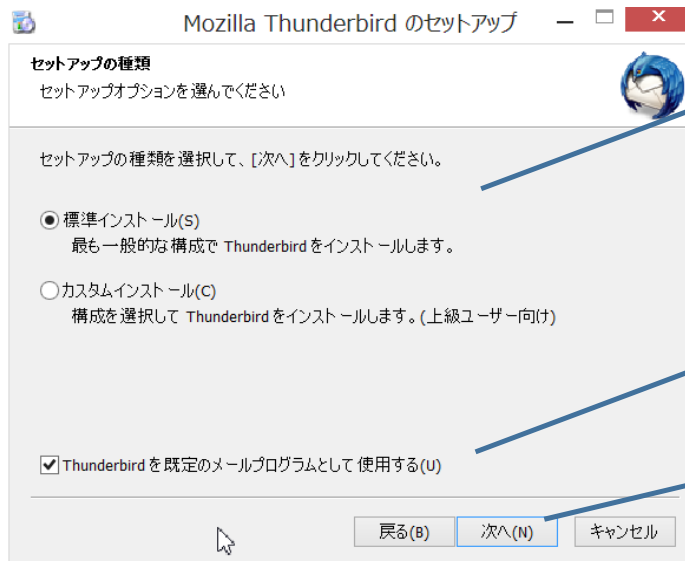 Mozilla Thunderbird のセットアップ
セットアップの種類
セットアップオプションを選んでください
セットアップの種類を選択して、[次へ]をクリックしてください。
標準インストール(S)
最も一般的な構成で Thunderbird をインストールします。
カスタムインストール(C)
構成を選択して Thunderbird をインストールします。(上級ユーザー向け)
Thunderbird を既定のメールプログラムとして使用する(U)
戻る(B) 次へ(N) キャンセル